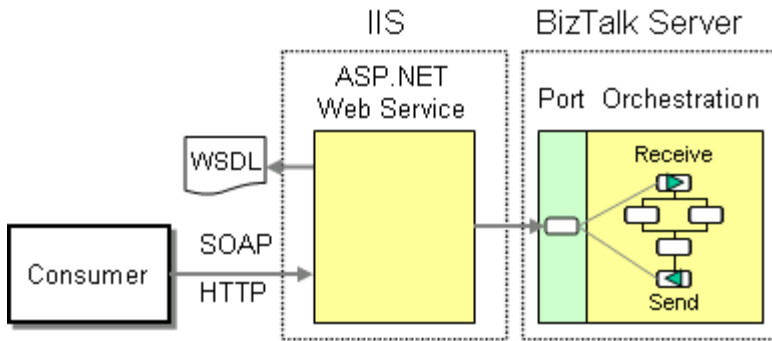 IIS
BizTalk Server
ASP.NET
Web Service
Port
Orchestration
WSDL
Receive
Consumer
SOAP
HTTP
Send